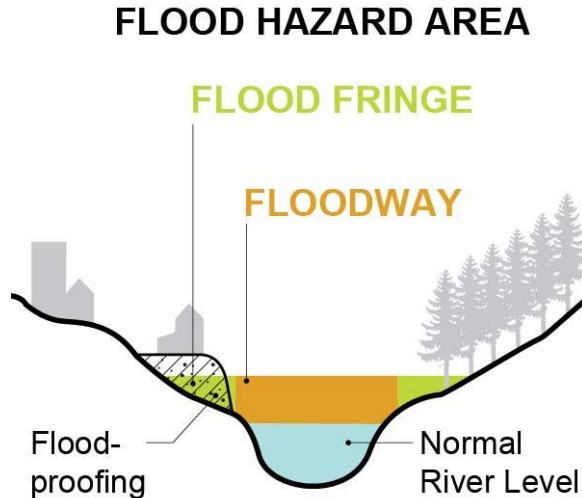 FLOOD HAZARD AREA
FLOOD FRINGE
FLOODWAY
Flood-
proofing
Normal
River Level